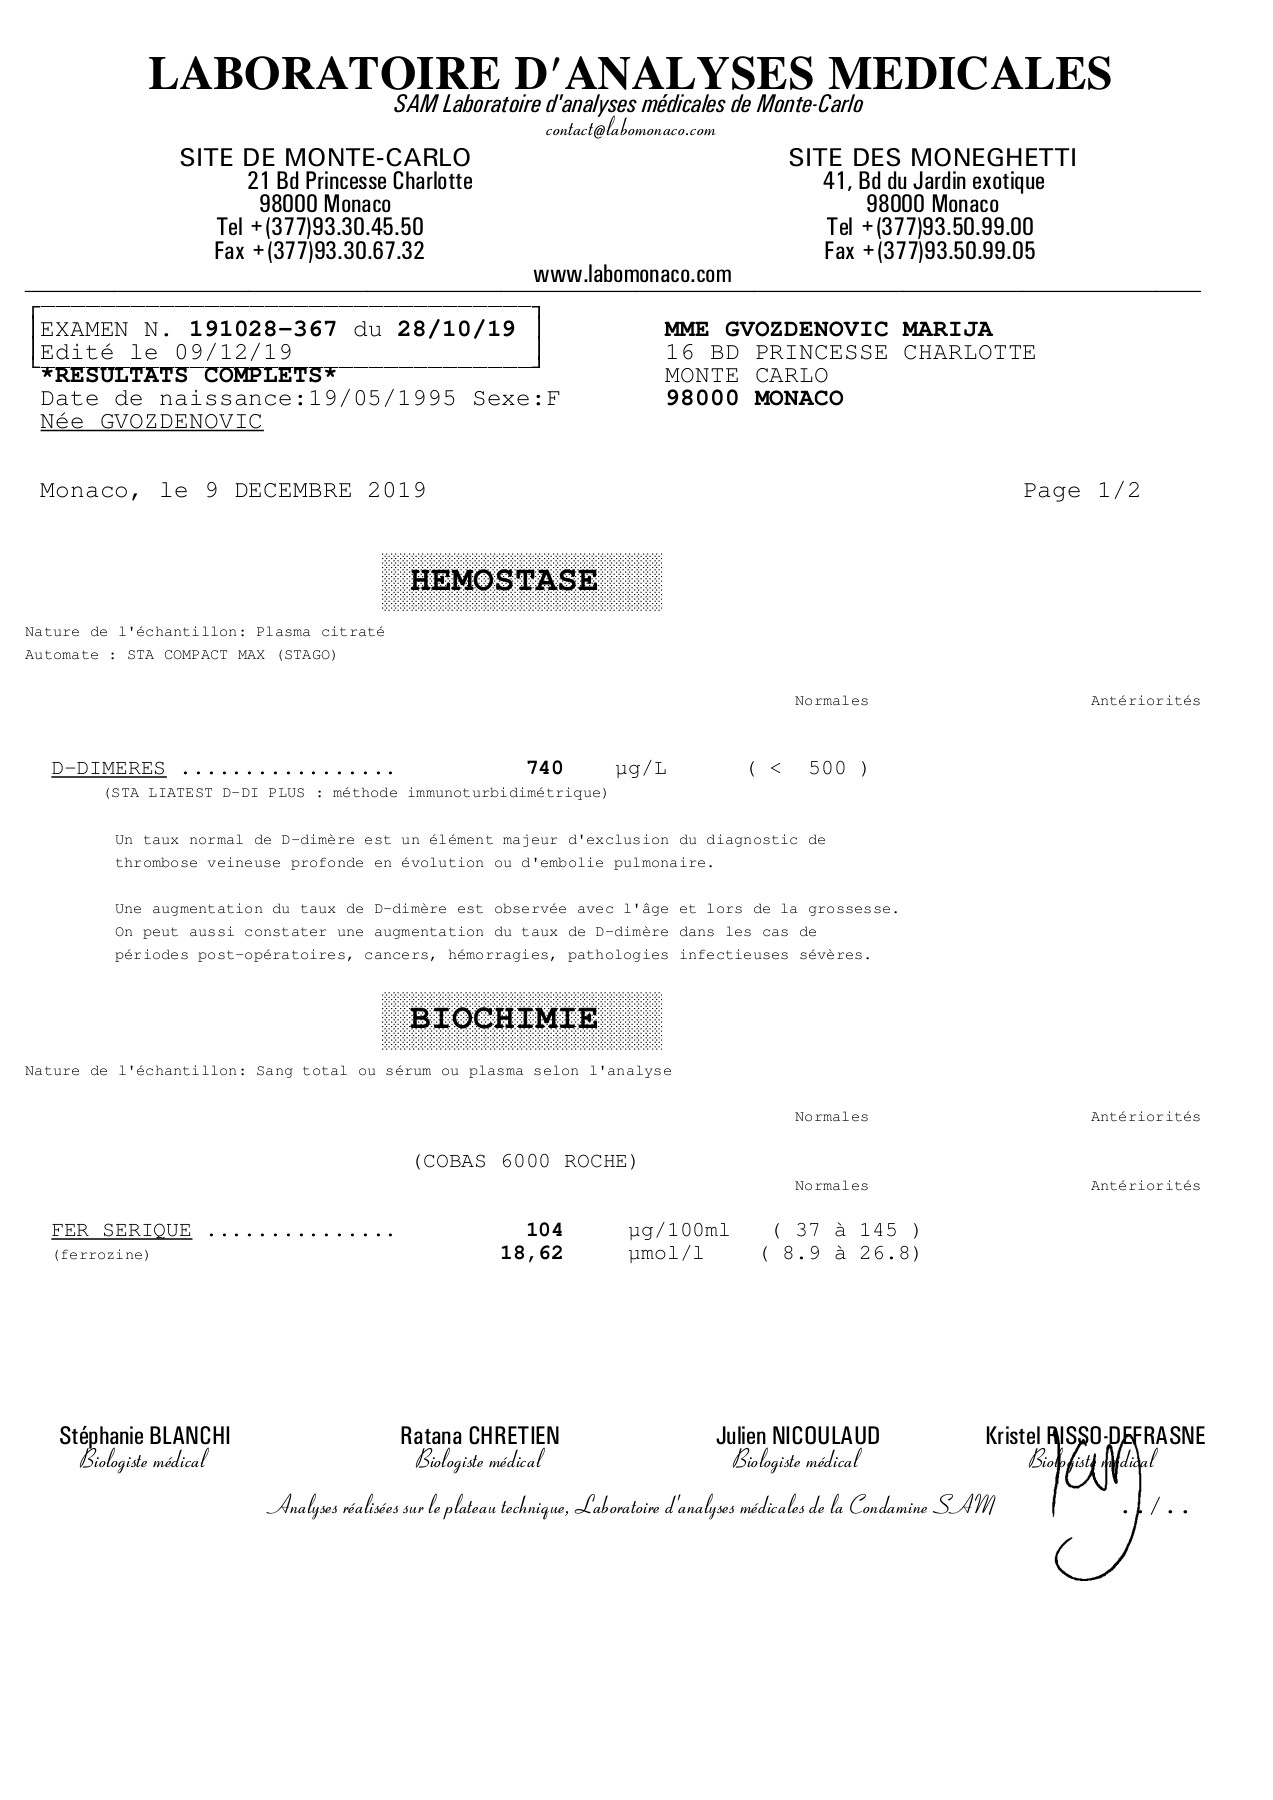 LABORATOIRE D'ANALYSES MEDICALES
SAM Laboratoire d'analyses médicales de Monte-Carlo
contact@labomonaco.com
SITE DE MONTE-CARLO
21 Bd Princesse Charlotte
98000 Monaco
Tel +(377)93.30.45.50
Fax +(377)93.30.67.32
SITE DES MONEGHETTI
41, Bd du Jardin exotique
98000 Monaco
Tel +(377)93.50.99.00
Fax +(377)93.50.99.05
www.labomonaco.com
EXAMEN N. 191028-367 du 28/10/19
Edité le 09/12/19
*RESULTATS COMPLETS*
Date de naissance:19/05/1995 Sexe:F
Née GVOZDENOVIC
MME GVOZDENOVIC MARIJA
16 BD PRINCESSE CHARLOTTE
MONTE CARLO
98000 MONACO
Monaco, le 9 DECEMBRE 2019 Page 1/2
HEMOSTASE
Nature de l'échantillon: Plasma citraté
Automate : STA COMPACT MAX (STAGO)
Normales Antériorités
D-DIMERES ................. 740 µg/L ( < 500 )
(STA LIATEST D-DI PLUS : méthode immunoturbidimétrique)
Un taux normal de D-dimère est un élément majeur d'exclusion du diagnostic de
thrombose veineuse profonde en évolution ou d'embolie pulmonaire.
Une augmentation du taux de D-dimère est observée avec l'âge et lors de la grossesse.
On peut aussi constater une augmentation du taux de D-dimère dans les cas de
périodes post-opératoires, cancers, hémorragies, pathologies infectieuses sévères.
BIOCHIMIE
Nature de l'échantillon: Sang total ou sérum ou plasma selon l'analyse
Normales Antériorités
(COBAS 6000 ROCHE)
Normales Antériorités
FER SERIQUE ............... 104 µg/100ml ( 37 à 145 )
(ferrozine) 18,62 µmol/l ( 8.9 à 26.8)
Stéphanie BLANCHI Ratana CHRETIEN Julien NICOULAUD Kristel RISSO-DEFRASNE
Biologiste médical Biologiste médical Biologiste médical Biologiste médical
Analyses réalisées sur le plateau technique, Laboratoire d'analyses médicales de la Condamine SAM ../..